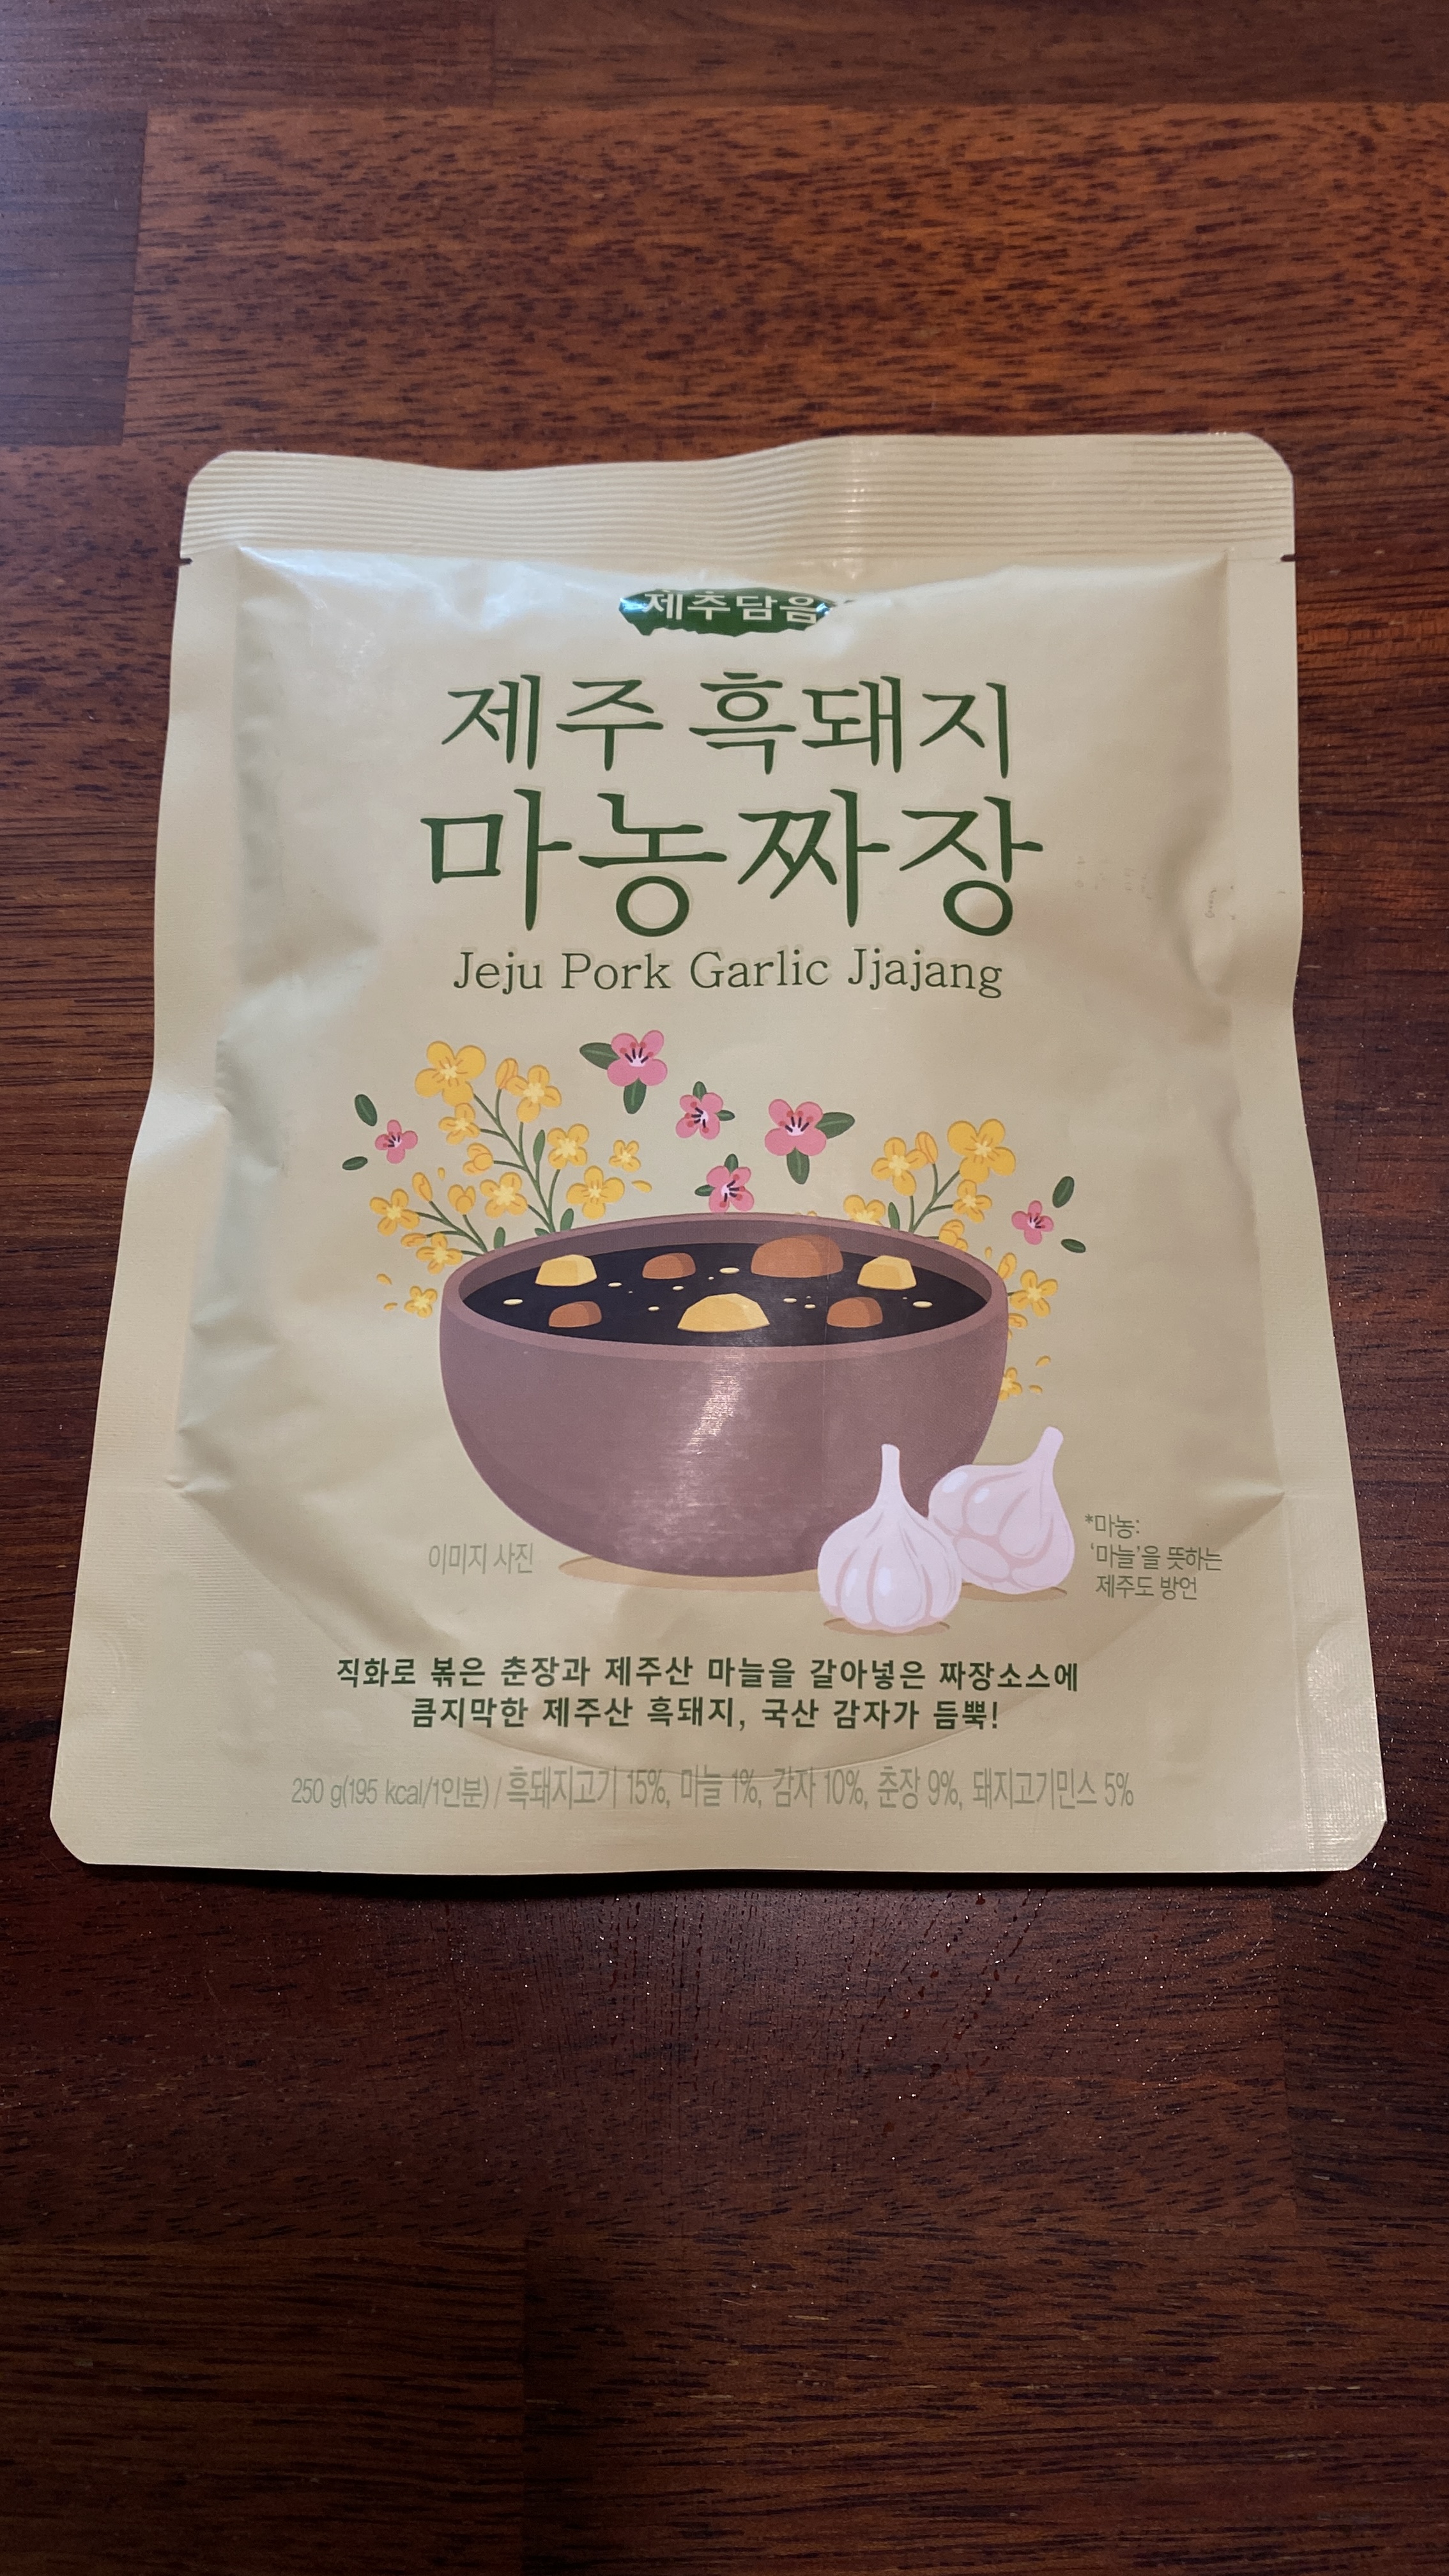 제주담음
제주 흑돼지
마농짜장
Jeju Pork Garlic Jjajang
이미지 사진
*마농:
'마늘'을 뜻하는
제주도 방언
직화로 볶은 춘장과 제주산 마늘을 갈아넣은 짜장소스에
큼지막한 제주산 흑돼지, 국산 감자가 듬뿍!
250 g(195 kcal/1인분) / 흑돼지고기 15%, 마늘 1%, 감자 10%, 춘장 9%, 돼지고기민스 5%